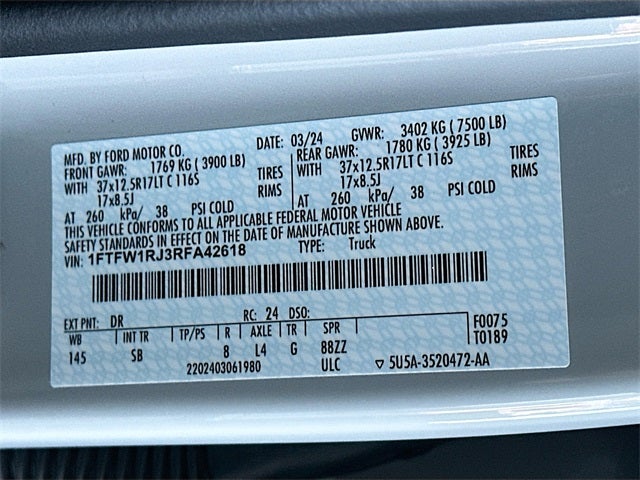 MFD. BY FORD MOTOR CO. DATE: 03/24 GVWR: 3402 KG ( 7500 LB)
FRONT GAWR: 1769 KG ( 3900 LB) REAR GAWR: 1780 KG ( 3925 LB)
WITH 37x12.5R17LT C 116S TIRES WITH 37x12.5R17LT C 116S TIRES
17x8.5J RIMS 17x8.5J RIMS
AT 260 kPa/ 38 PSI COLD AT 260 kPa/ 38 PSI COLD
THIS VEHICLE CONFORMS TO ALL APPLICABLE FEDERAL MOTOR VEHICLE
SAFETY STANDARDS IN EFFECT ON THE DATE OF MANUFACTURE SHOWN ABOVE.
VIN: 1FTFW1RJ3RFA42618 TYPE: Truck
EXT PNT: DR RC: 24 DSO: F0075
WB INT TR TP/PS R AXLE TR SPR T0189
145 SB 8 L4 G 88ZZ
2202403061980 ULC ▽ 5U5A-3520472-AA